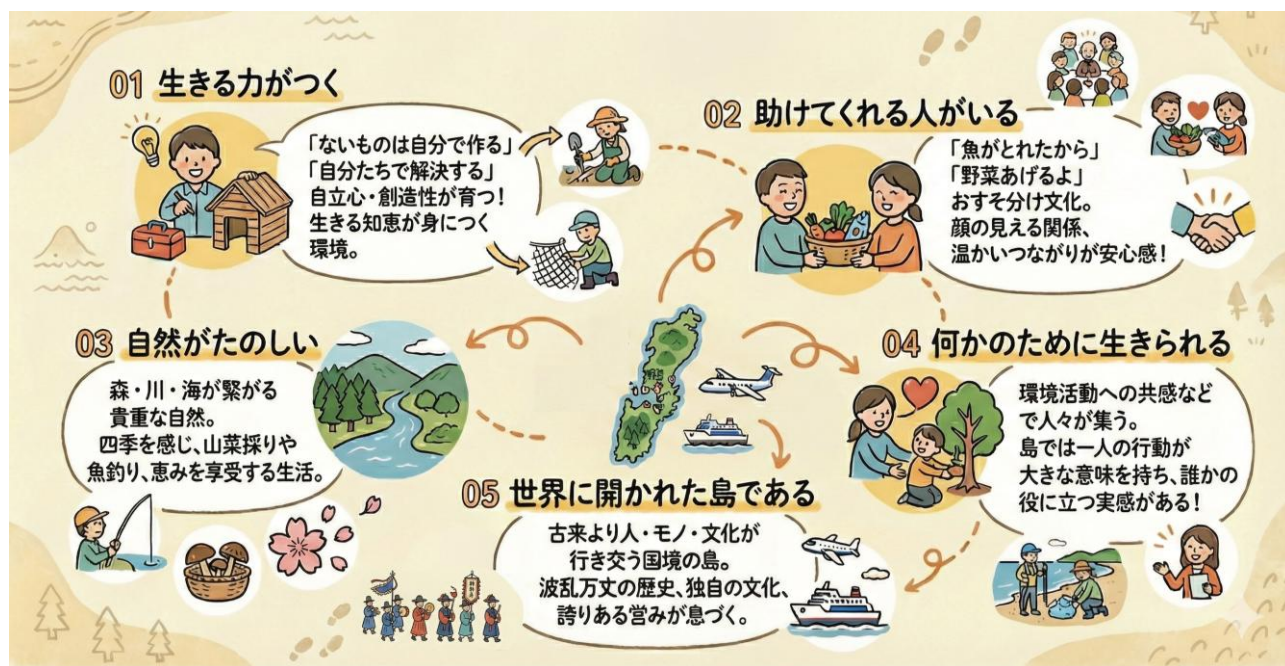 01 生きる力がつく
「ないものは自分で作る」
「自分たちで解決する」
自立心・創造性が育つ!
生きる知恵が身につく
環境。
02 助けてくれる人がいる
「魚がとれたから」
「野菜あげるよ」
おすそ分け文化。
顔の見える関係、
温かいつながりが安心感!
03 自然がたのしい
森・川・海が繋がる
貴重な自然。
四季を感じ、山菜採りや
魚釣り、恵みを享受する生活。
04 何かのために生きられる
環境活動への共感など
で人々が集う。
島では一人の行動が
大きな意味を持ち、誰かの
役に立つ実感がある!
05 世界に開かれた島である
古来より人・モノ・文化が
行き交う国境の島。
波乱万丈の歴史、独自の文化、
誇りある営みが息づく。